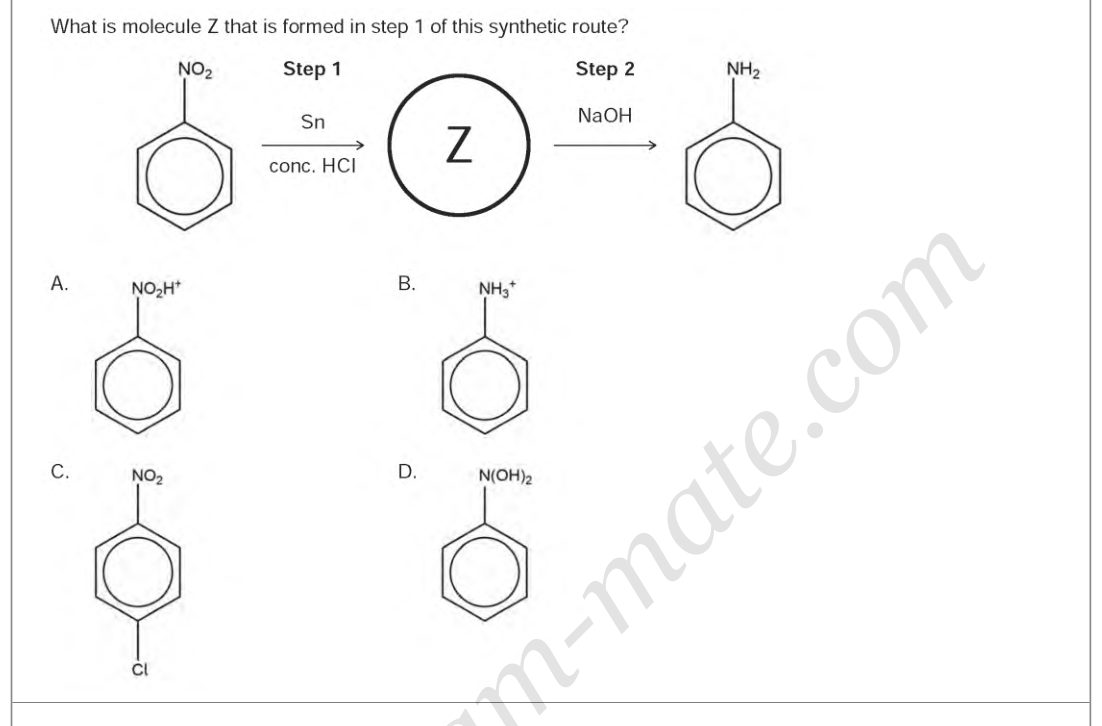 What is molecule Z that is formed in step 1 of this synthetic route?
NO₂ Step 1 Step 2 NH₂
Sn NaOH
Z
conc. HCl
A. NO₂H⁺ B. NH₃⁺
C. NO₂ D. N(OH)₂
Cl
m-mate.com